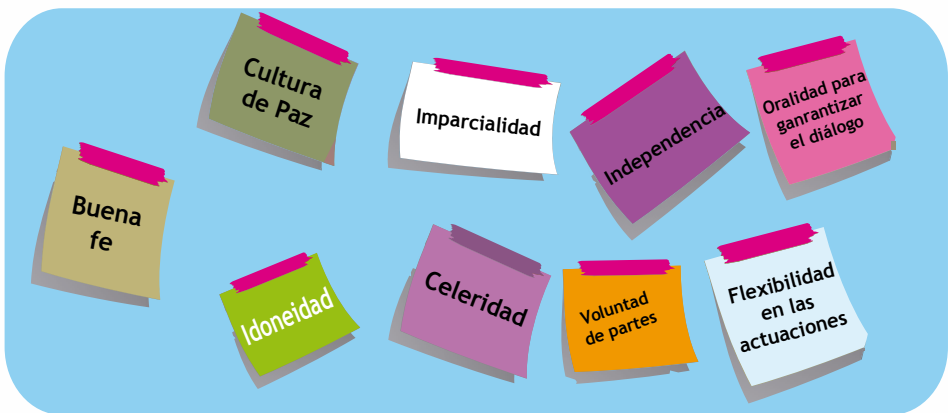 Cultura
de Paz
Imparcialidad
Independencia
Oralidad para
ganrantizar
el diálogo
Buena
fe
Idoneidad
Celeridad
Voluntad
de partes
Flexibilidad
en las
actuaciones